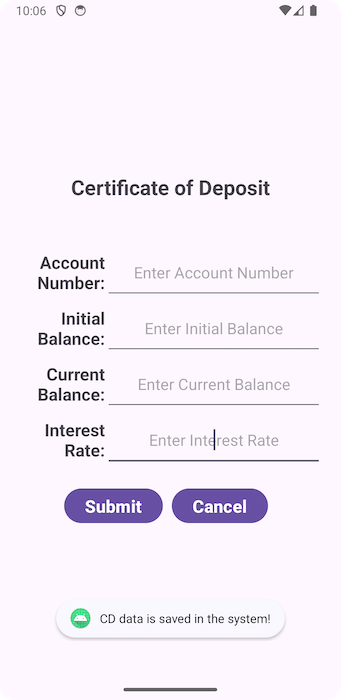 10:06
Certificate of Deposit
Account
Number:
Enter Account Number
Initial
Balance:
Enter Initial Balance
Current
Balance:
Enter Current Balance
Interest
Rate:
Enter Interest Rate
Submit
Cancel
CD data is saved in the system!